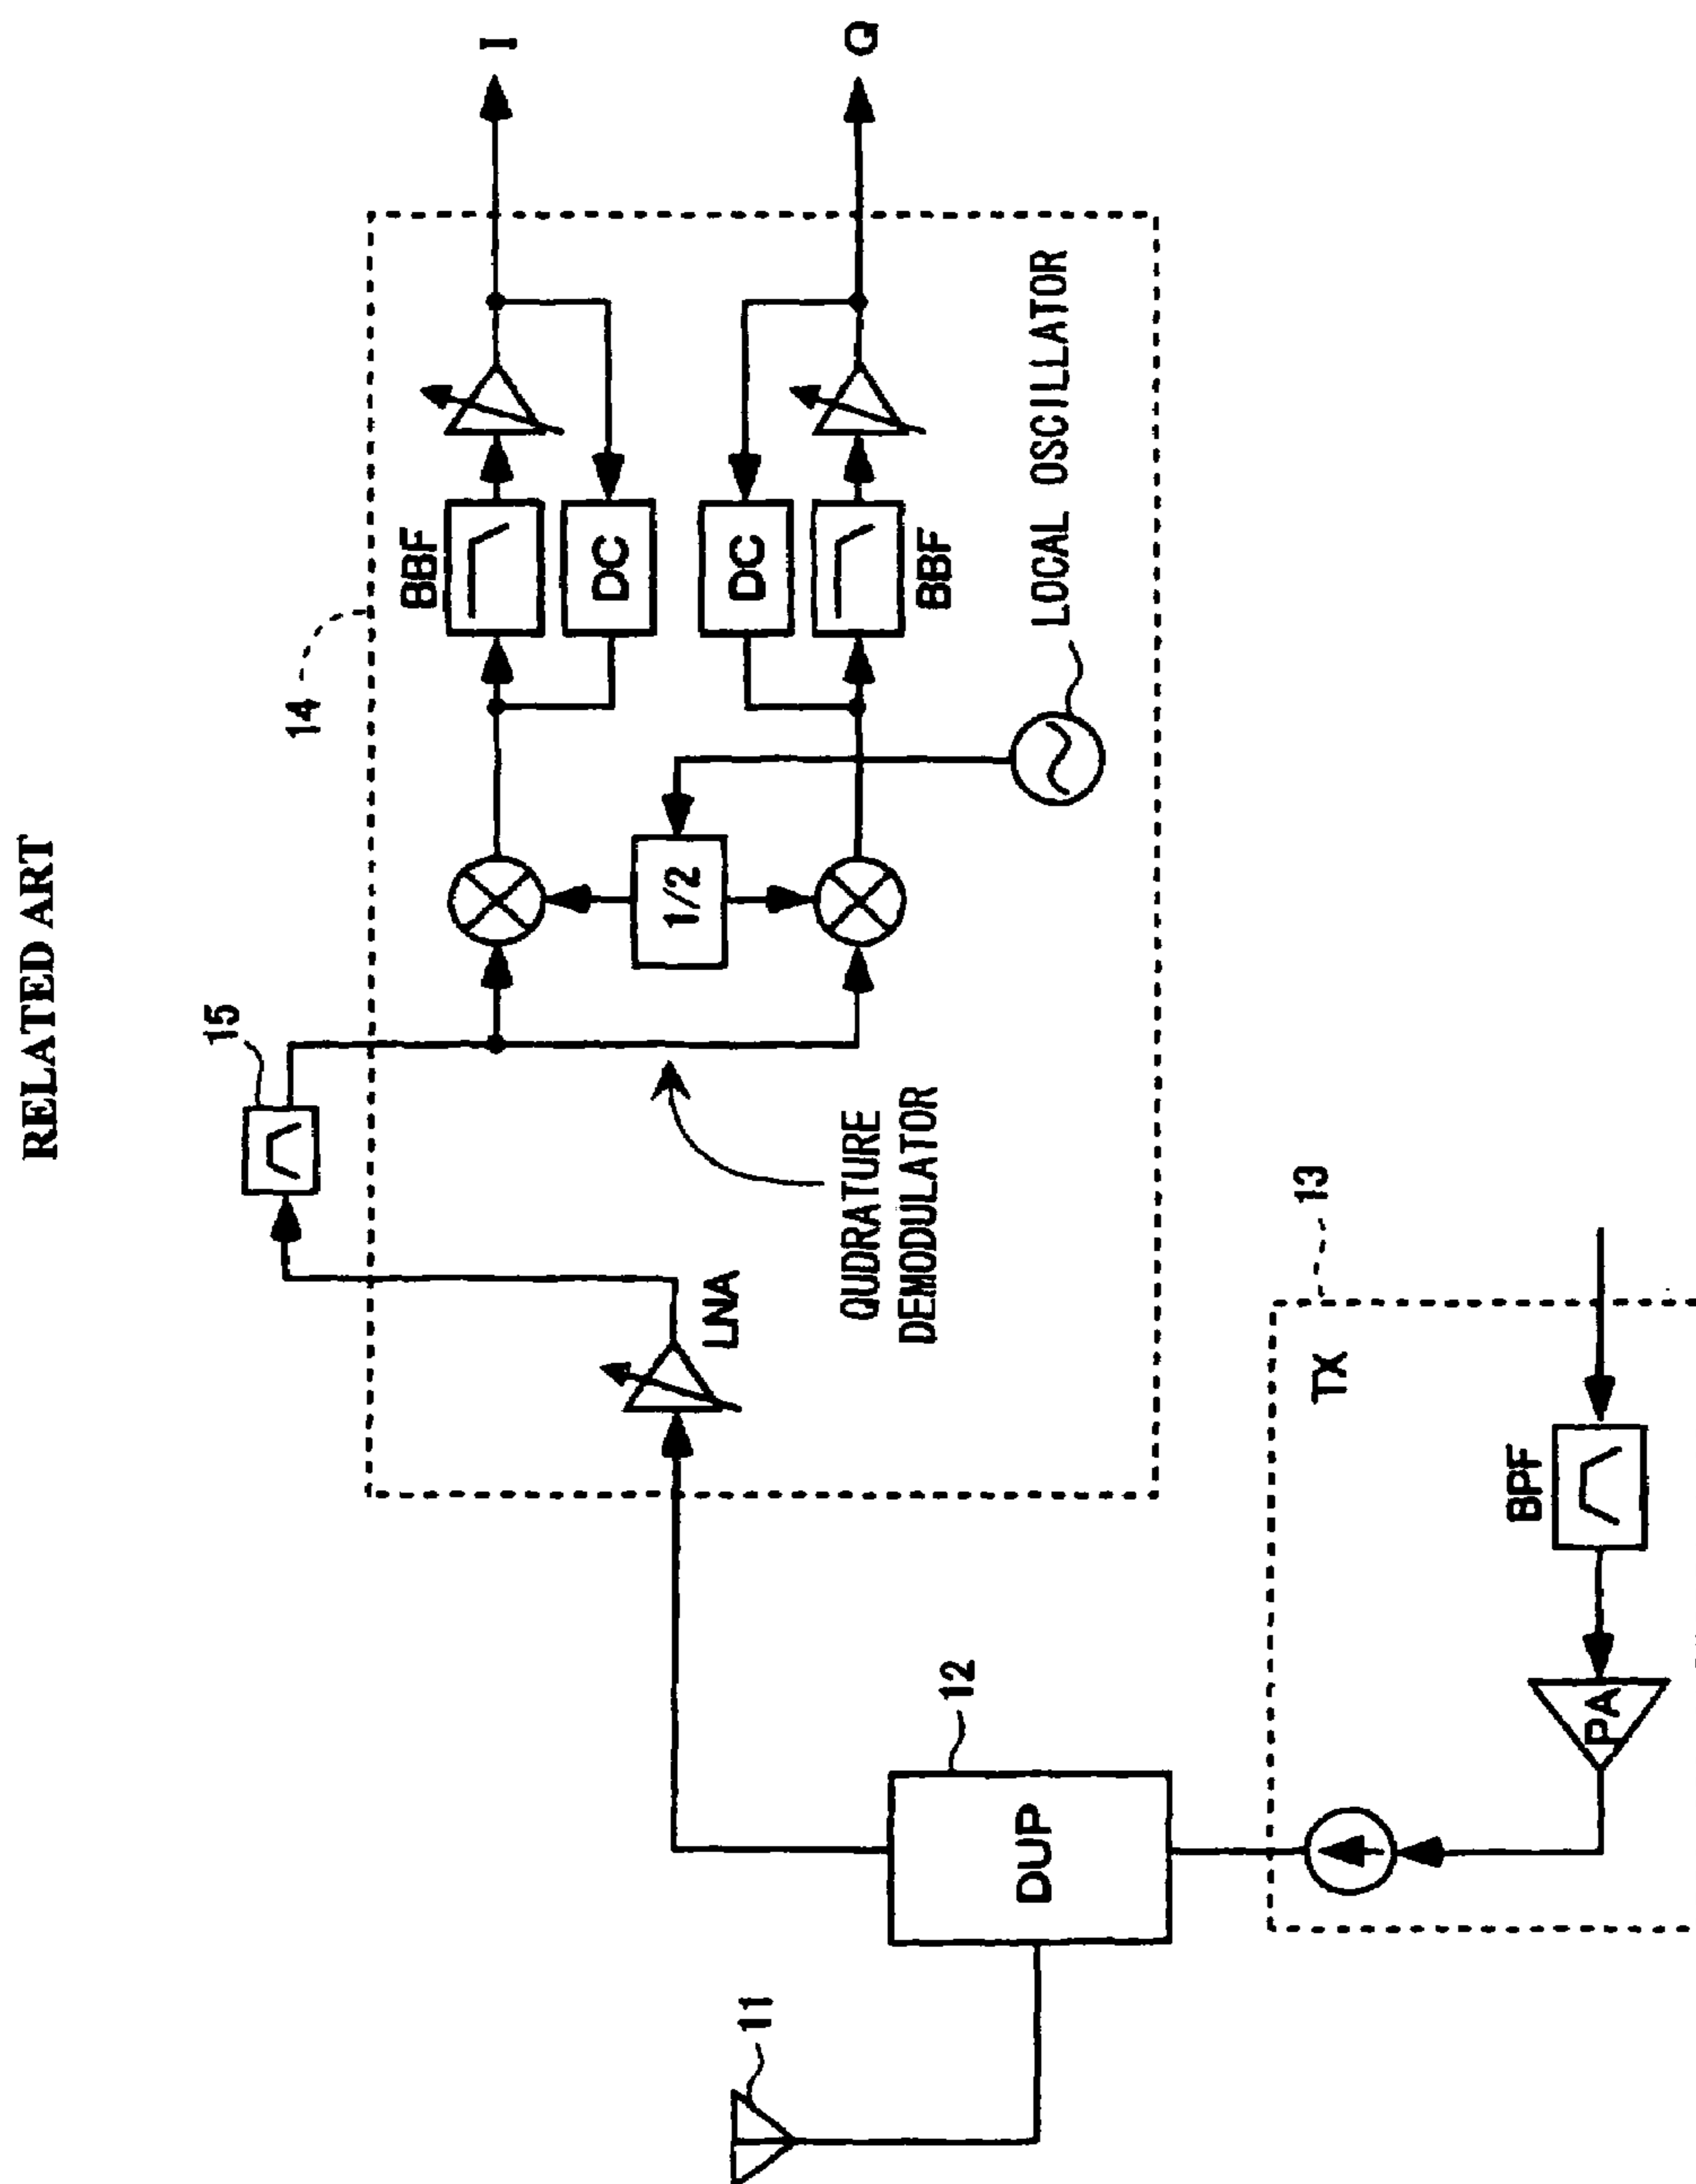 RELATED ART
15
14
I
BBF
DC
DC
BBF
Q
1/2
LOCAL OSCILLATOR
LNA
QUDRATURE
DEMODULATOR
11
12
DUP
13
TX
BPF
PA